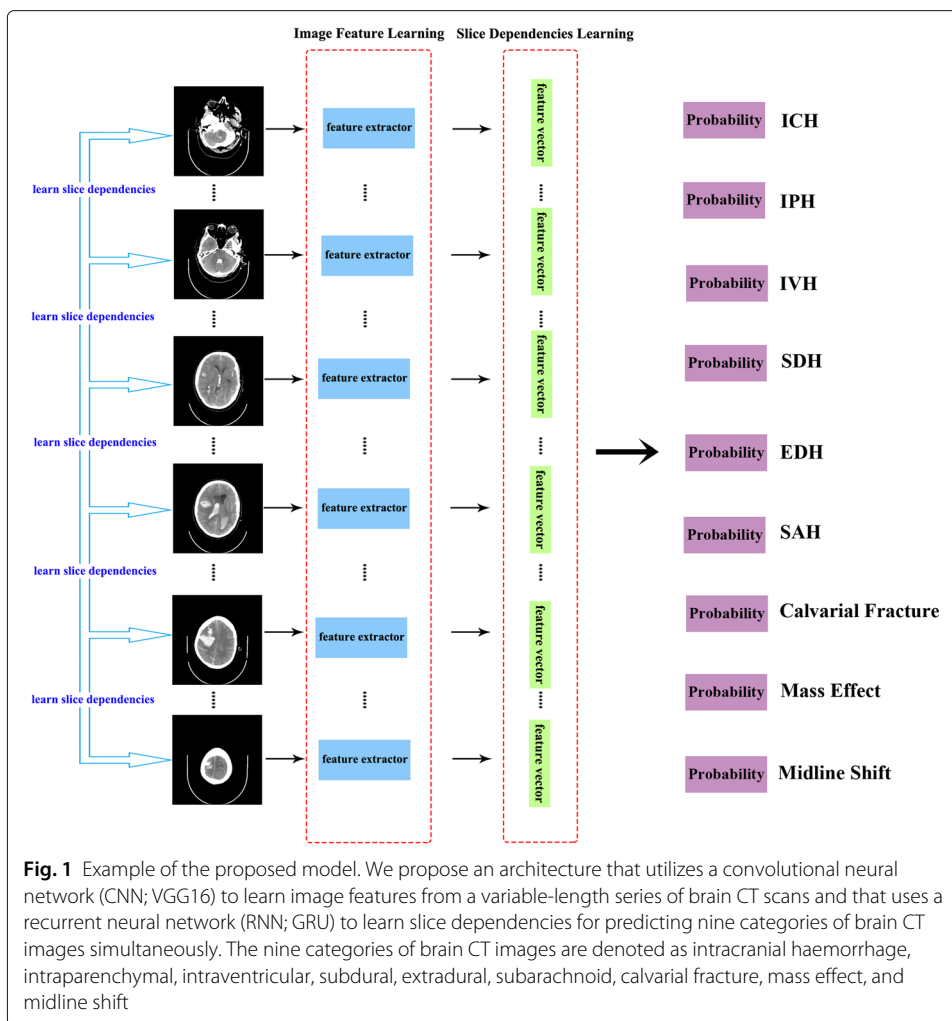 Image Feature Learning
Slice Dependencies Learning
learn slice dependencies
learn slice dependencies
learn slice dependencies
learn slice dependencies
learn slice dependencies
feature extractor
feature extractor
feature extractor
feature extractor
feature extractor
feature extractor
feature vector
feature vector
feature vector
feature vector
feature vector
feature vector
Probability ICH
Probability IPH
Probability IVH
Probability SDH
Probability EDH
Probability SAH
Probability Calvarial Fracture
Probability Mass Effect
Probability Midline Shift
Fig. 1 Example of the proposed model. We propose an architecture that utilizes a convolutional neural
network (CNN; VGG16) to learn image features from a variable-length series of brain CT scans and that uses a
recurrent neural network (RNN; GRU) to learn slice dependencies for predicting nine categories of brain CT
images simultaneously. The nine categories of brain CT images are denoted as intracranial haemorrhage,
intraparenchymal, intraventricular, subdural, extradural, subarachnoid, calvarial fracture, mass effect, and
midline shift